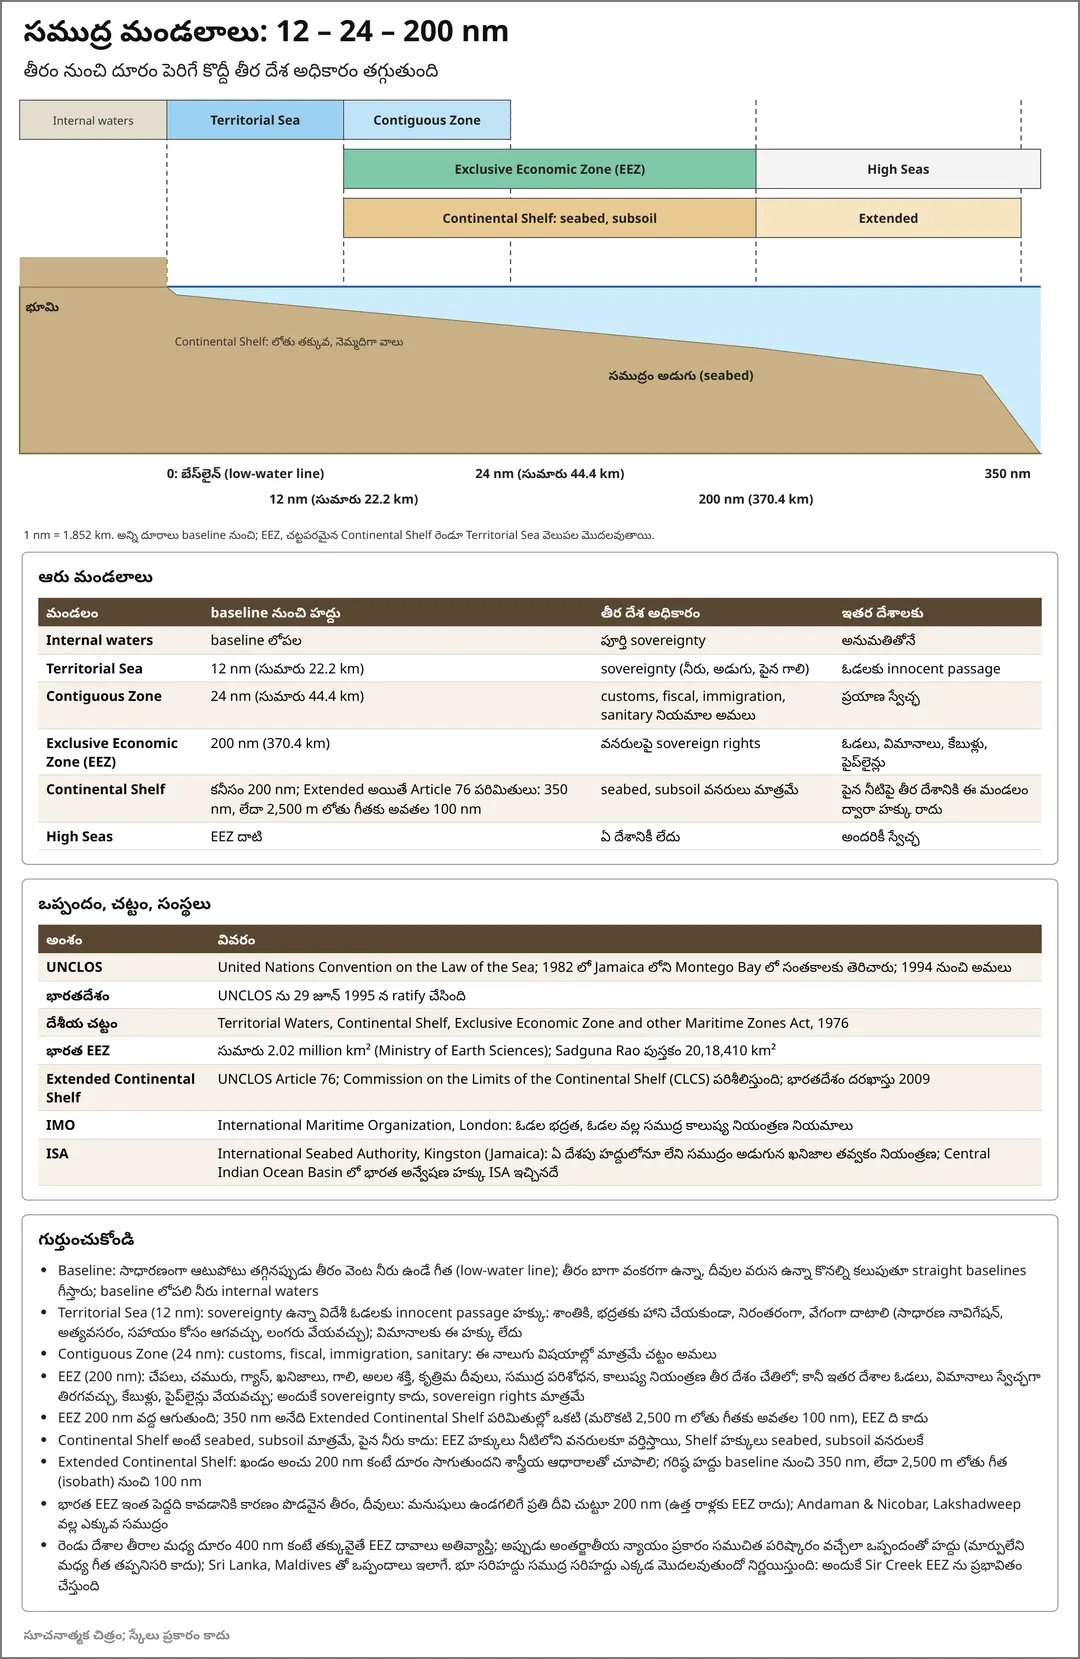 సముద్ర మండలాలు: 12 – 24 – 200 nm
తీరం నుంచి దూరం పెరిగే కొద్దీ తీర దేశ అధికారం తగ్గుతుంది
Internal waters
Territorial Sea
Contiguous Zone
Exclusive Economic Zone (EEZ)
High Seas
Continental Shelf: seabed, subsoil
Extended
భూమి
Continental Shelf: లోతు తక్కువ, నెమ్మదిగా వాలు
సముద్రం అడుగు (seabed)
0: బేస్‌లైన్ (low-water line)
24 nm (సుమారు 44.4 km)
350 nm
12 nm (సుమారు 22.2 km)
200 nm (370.4 km)
1 nm = 1.852 km. అన్ని దూరాలు baseline నుంచి; EEZ, చట్టపరమైన Continental Shelf రెండూ Territorial Sea వెలుపల మొదలవుతాయి.
ఆరు మండలాలు
మండలం baseline నుంచి హద్దు తీర దేశ అధికారం ఇతర దేశాలకు
Internal waters baseline లోపల పూర్తి sovereignty అనుమతితోనే
Territorial Sea 12 nm (సుమారు 22.2 km) sovereignty (నీరు, అడుగు, పైన గాలి) ఓడలకు innocent passage
Contiguous Zone 24 nm (సుమారు 44.4 km) customs, fiscal, immigration, ప్రయాణ స్వేచ్ఛ
sanitary నియమాల అమలు
Exclusive Economic 200 nm (370.4 km) వనరులపై sovereign rights ఓడలు, విమానాలు, కేబుళ్లు,
Zone (EEZ) పైప్‌లైన్లు
Continental Shelf కనీసం 200 nm; Extended అయితే Article 76 పరిమితులు: 350 seabed, subsoil వనరులు మాత్రమే పైన నీటిపై తీర దేశానికి ఈ మండలం
nm, లేదా 2,500 m లోతు గీతకు అవతల 100 nm ద్వారా హక్కు రాదు
High Seas EEZ దాటి ఏ దేశానికీ లేదు అందరికీ స్వేచ్ఛ
ఒప్పందం, చట్టం, సంస్థలు
అంశం వివరం
UNCLOS United Nations Convention on the Law of the Sea; 1982 లో Jamaica లోని Montego Bay లో సంతకాలకు తెరిచారు; 1994 నుంచి అమలు
భారతదేశం UNCLOS ను 29 జూన్ 1995 న ratify చేసింది
దేశీయ చట్టం Territorial Waters, Continental Shelf, Exclusive Economic Zone and other Maritime Zones Act, 1976
భారత EEZ సుమారు 2.02 million km² (Ministry of Earth Sciences); Sadguna Rao పుస్తకం 20,18,410 km²
Extended Continental UNCLOS Article 76; Commission on the Limits of the Continental Shelf (CLCS) పరిశీలిస్తుంది; భారతదేశం దరఖాస్తు 2009
Shelf
IMO International Maritime Organization, London: ఓడల భద్రత, ఓడల వల్ల సముద్ర కాలుష్య నియంత్రణ నియమాలు
ISA International Seabed Authority, Kingston (Jamaica): ఏ దేశపు హద్దులోనూ లేని సముద్రం అడుగున ఖనిజాల తవ్వకం నియంత్రణ; Central
Indian Ocean Basin లో భారత అన్వేషణ హక్కు ISA ఇచ్చినదే
గుర్తుంచుకోండి
• Baseline: సాధారణంగా ఆటుపోటు తగ్గినప్పుడు తీరం వెంట నీరు ఉండే గీత (low-water line); తీరం బాగా వంకరగా ఉన్నా, దీవుల వరుస ఉన్నా కొనల్ని కలుపుతూ straight baselines
గీస్తారు; baseline లోపలి నీరు internal waters
• Territorial Sea (12 nm): sovereignty ఉన్నా విదేశీ ఓడలకు innocent passage హక్కు: శాంతికి, భద్రతకు హాని చేయకుండా, నిరంతరంగా, వేగంగా దాటాలి (సాధారణ నావిగేషన్,
అత్యవసరం, సహాయం కోసం ఆగవచ్చు, లంగరు వేయవచ్చు); విమానాలకు ఈ హక్కు లేదు
• Contiguous Zone (24 nm): customs, fiscal, immigration, sanitary: ఈ నాలుగు విషయాల్లో మాత్రమే చట్టం అమలు
• EEZ (200 nm): చేపలు, చమురు, గ్యాస్, ఖనిజాలు, గాలి, అలల శక్తి, కృత్రిమ దీవులు, సముద్ర పరిశోధన, కాలుష్య నియంత్రణ తీర దేశం చేతిలో; కానీ ఇతర దేశాల ఓడలు, విమానాలు స్వేచ్ఛగా
తిరగవచ్చు, కేబుళ్లు, పైప్‌లైన్లు వేయవచ్చు; అందుకే sovereignty కాదు, sovereign rights మాత్రమే
• EEZ 200 nm వద్ద ఆగుతుంది; 350 nm అనేది Extended Continental Shelf పరిమితుల్లో ఒకటి (మరొకటి 2,500 m లోతు గీతకు అవతల 100 nm), EEZ ది కాదు
• Continental Shelf అంటే seabed, subsoil మాత్రమే, పైన నీరు కాదు: EEZ హక్కులు నీటిలోని వనరులకూ వర్తిస్తాయి, Shelf హక్కులు seabed, subsoil వనరులకే
• Extended Continental Shelf: ఖండం అంచు 200 nm కంటే దూరం సాగుతుందని శాస్త్రీయ ఆధారాలతో చూపాలి; గరిష్ఠ హద్దు baseline నుంచి 350 nm, లేదా 2,500 m లోతు గీత
(isobath) నుంచి 100 nm
• భారత EEZ ఇంత పెద్దది కావడానికి కారణం పొడవైన తీరం, దీవులు: మనుషులు ఉండగలిగే ప్రతి దీవి చుట్టూ 200 nm (ఉత్త రాళ్లకు EEZ రాదు); Andaman & Nicobar, Lakshadweep
వల్ల ఎక్కువ సముద్రం
• రెండు దేశాల తీరాల మధ్య దూరం 400 nm కంటే తక్కువైతే EEZ దావాలు అతివ్యాప్తి; అప్పుడు అంతర్జాతీయ న్యాయం ప్రకారం సముచిత పరిష్కారం వచ్చేలా ఒప్పందంతో హద్దు (మార్పులేని
మధ్య గీత తప్పనిసరి కాదు); Sri Lanka, Maldives తో ఒప్పందాలు ఇలాగే. భూ సరిహద్దు సముద్ర సరిహద్దు ఎక్కడ మొదలవుతుందో నిర్ణయిస్తుంది: అందుకే Sir Creek EEZ ను ప్రభావితం
చేస్తుంది
సూచనాత్మక చిత్రం; స్కేలు ప్రకారం కాదు